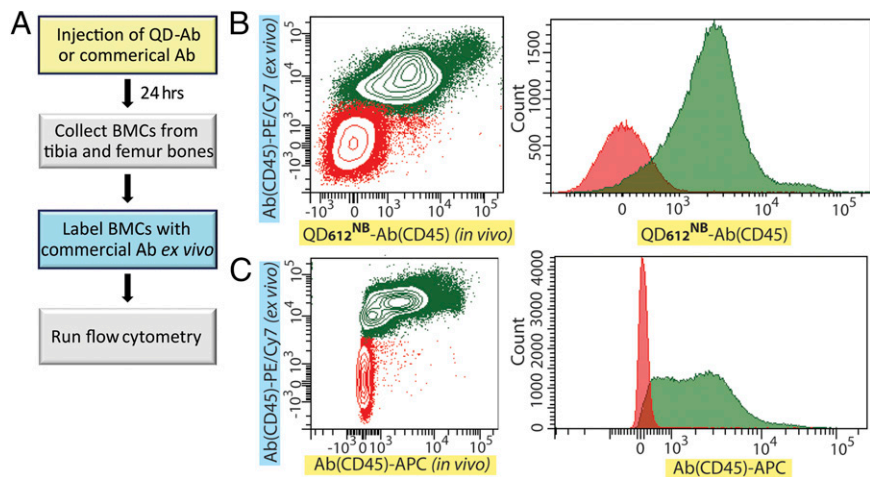 A
Injection of QD-Ab
or commerical Ab
24 hrs
Collect BMCs from
tibia and femur bones
Label BMCs with
commercial Ab ex vivo
Run flow cytometry
B
Ab(CD45)-PE/Cy7 (ex vivo)
10⁵
10⁴
10³
0
-10³
-10³ 0 10³ 10⁴ 10⁵
QD612ᴺᴮ-Ab(CD45) (in vivo)
Count
1500
1000
500
0 10³ 10⁴ 10⁵
QD612ᴺᴮ-Ab(CD45)
C
Ab(CD45)-PE/Cy7 (ex vivo)
10⁵
10⁴
10³
0
-10³
0 10³ 10⁴ 10⁵
Ab(CD45)-APC (in vivo)
Count
4000
3000
2000
1000
0
0 10³ 10⁴ 10⁵
Ab(CD45)-APC